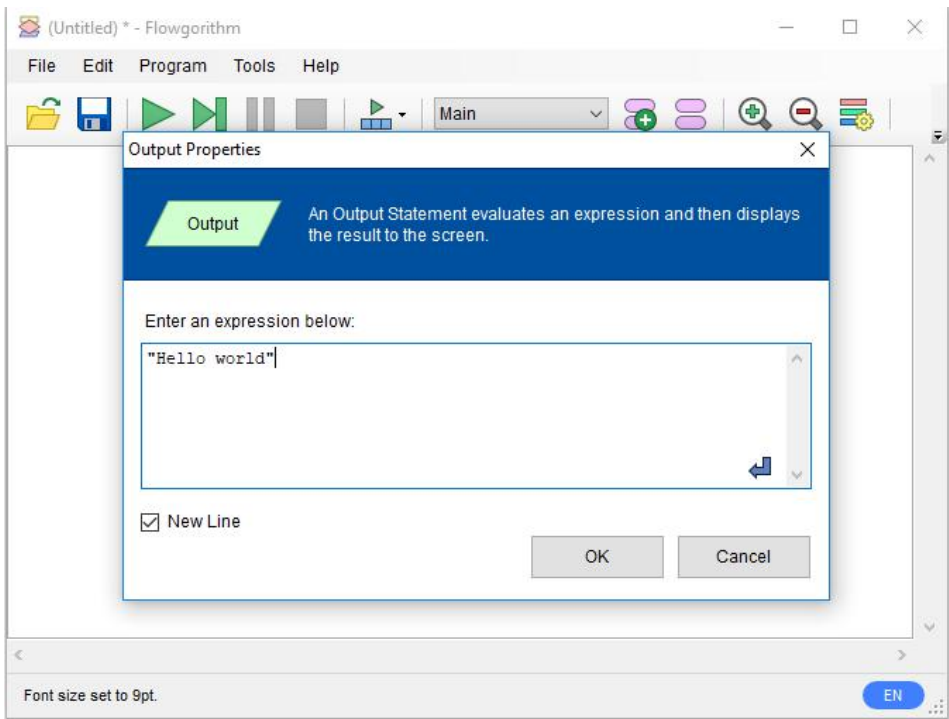 (Untitled) * - Flowgorithm
File Edit Program Tools Help
Main
Output Properties
Output
An Output Statement evaluates an expression and then displays
the result to the screen.
Enter an expression below:
"Hello world"
New Line
OK Cancel
Font size set to 9pt.
EN